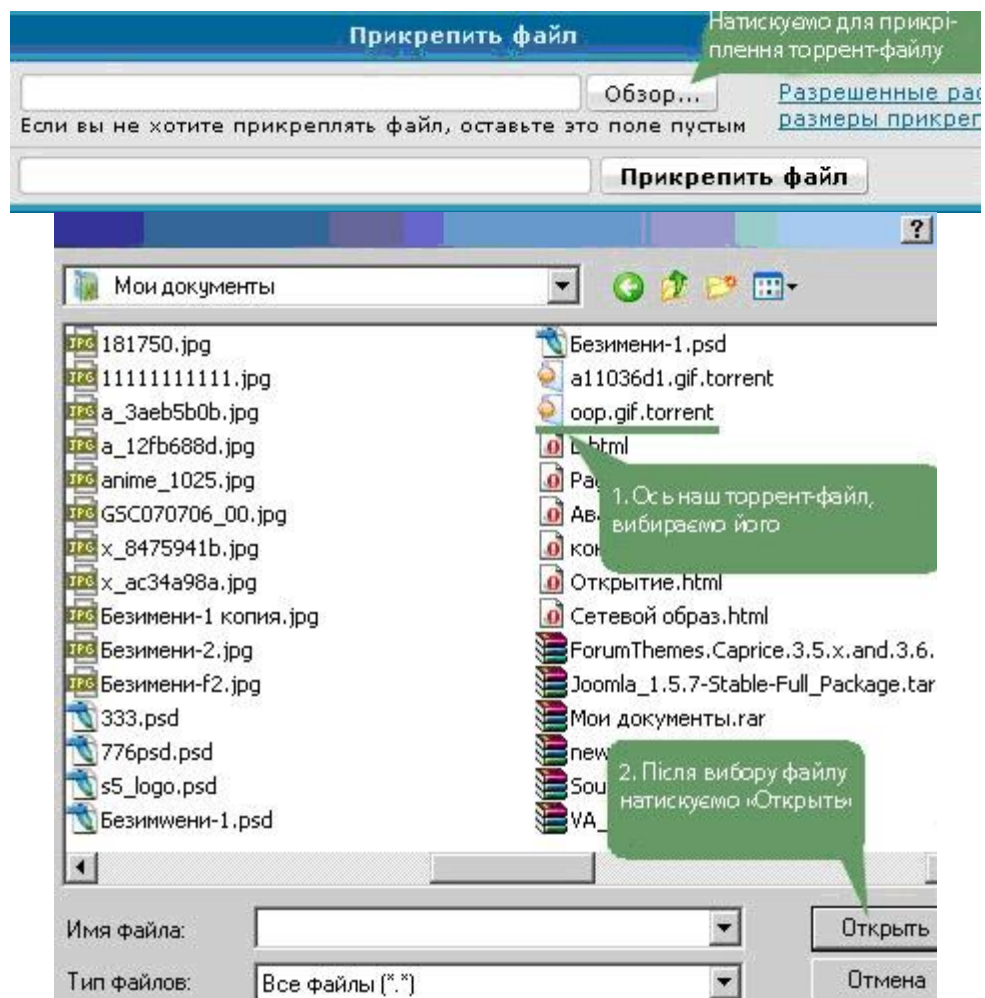 Прикрепить файл
Натискуємо для прикрі-
плення торрент-файлу
Обзор...
Разрешенные
Если вы не хотите прикреплять файл, оставьте это поле пустым
размеры
Прикрепить файл
?
Мои документы
181750.jpg
11111111111.jpg
a_3aeb5b0b.jpg
a_12fb688d.jpg
anime_1025.jpg
GSC070706_00.jpg
x_8475941b.jpg
x_ac34a98a.jpg
Безимени-1 копия.jpg
Безимени-2.jpg
Безимени-f2.jpg
333.psd
776psd.psd
s5_logo.psd
Безимwени-1.psd
Безимени-1.psd
a11036d1.gif.torrent
oop.gif.torrent
1. Ось наш торрент-файл,
вибираємо його
Открытие.html
Сетевой образ.html
ForumThemes.Caprice.3.5.x.and.3.6.
Joomla_1.5.7-Stable-Full_Package.tar
Мои документы.rar
new
2. Після вибору файлу
натискуємо «Открыть«
VA_
Имя файла:
Открыть
Тип файлов:
Все файлы (*.*)
Отмена